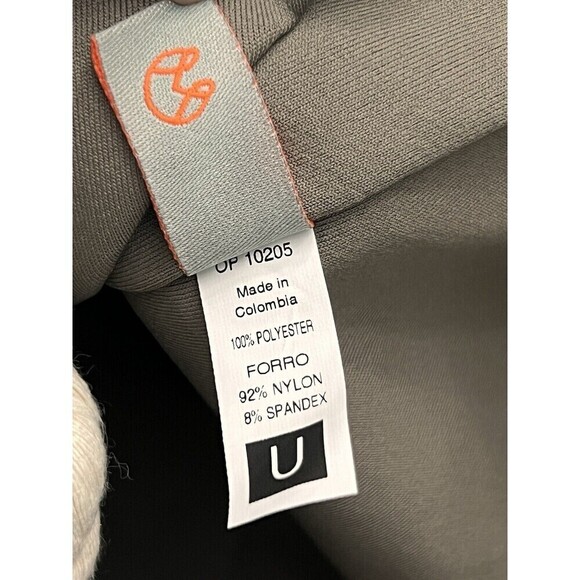 OP 10205
Made in
Colombia
100% POLYESTER
FORRO
92% NYLON
8% SPANDEX
U